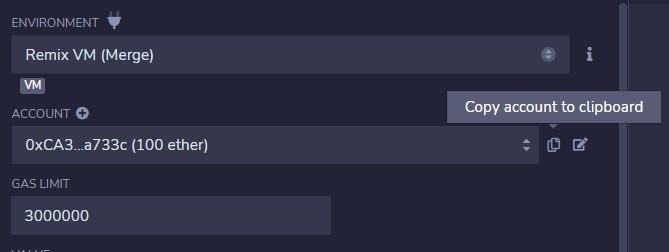 ENVIRONMENT
Remix VM (Merge)
VM
Copy account to clipboard
ACCOUNT
0xCA3...a733c (100 ether)
GAS LIMIT
3000000